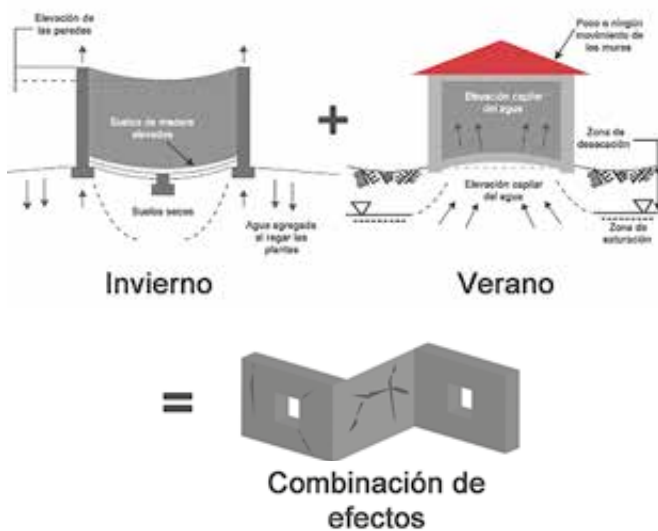 Elevación de
las paredes
Suelos de madera
elevados
Suelos secos
Agua agregada
al regar las
plantas
Invierno
+
Poco o ningún
movimiento de
los muros
Elevación capilar
del agua
Zona de
desecación
Elevación capilar
del agua
Zona de
saturación
Verano
=
Combinación de
efectos